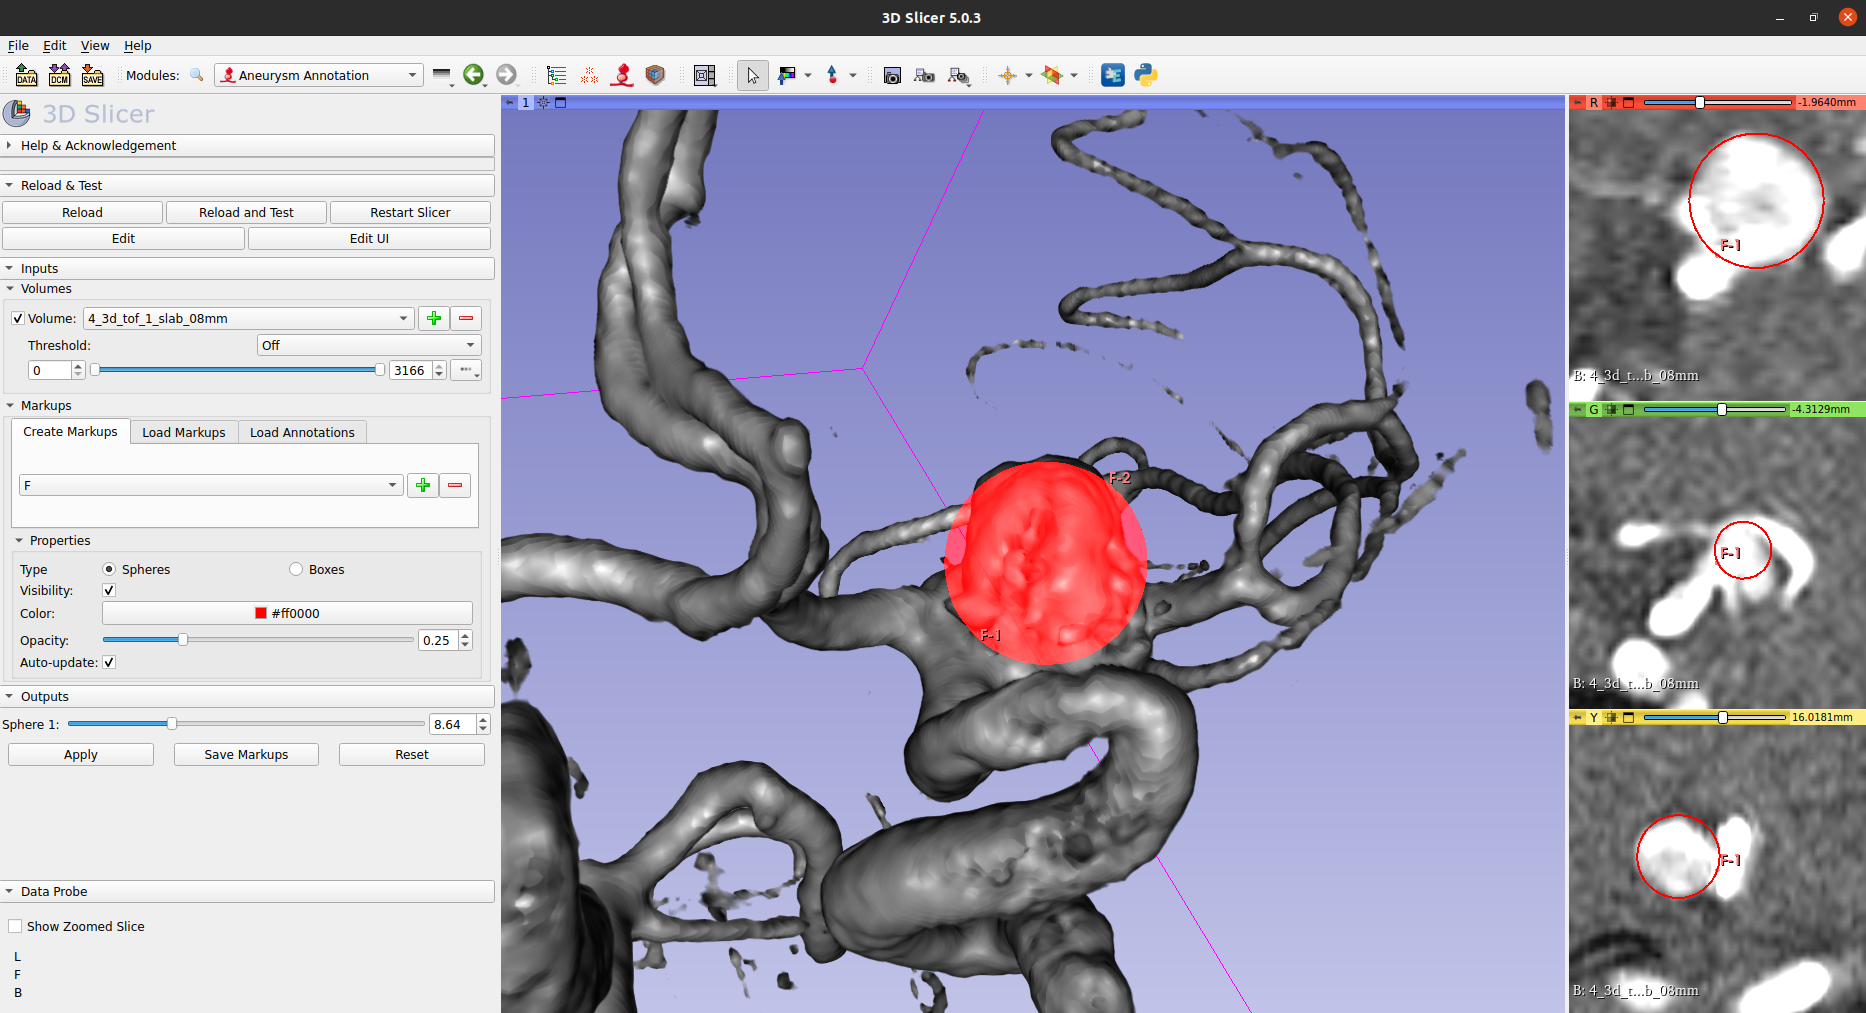 3D Slicer 5.0.3
File Edit View Help
DATA DCM SAVE Modules: Aneurysm Annotation
3D Slicer
Help & Acknowledgement
Reload & Test
Reload Reload and Test Restart Slicer
Edit Edit UI
Inputs
Volumes
Volume: 4_3d_tof_1_slab_08mm
Threshold: Off
0 3166
Markups
Create Markups Load Markups Load Annotations
F
Properties
Type Spheres Boxes
Visibility:
Color: #ff0000
Opacity: 0.25
Auto-update:
Outputs
Sphere 1: 8.64
Apply Save Markups Reset
Data Probe
Show Zoomed Slice
L
F
B
1
F-2
F-1
R -1.9640mm
F-1
B: 4_3d_t...b_08mm
G -4.3129mm
F-1
B: 4_3d_t...b_08mm
Y 16.0181mm
F-1
B: 4_3d_t...b_08mm